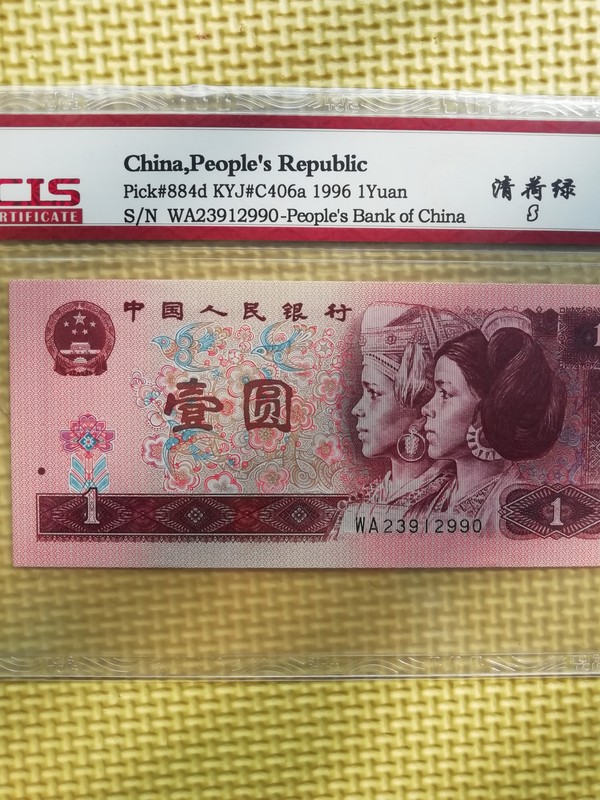 China,People's Republic
Pick#884d KYJ#C406a 1996 1Yuan
S/N WA23912990-People's Bank of China
CIS
CERTIFICATE
清荷绿
中国人民银行
壹圆
1
WA23912990
1
1